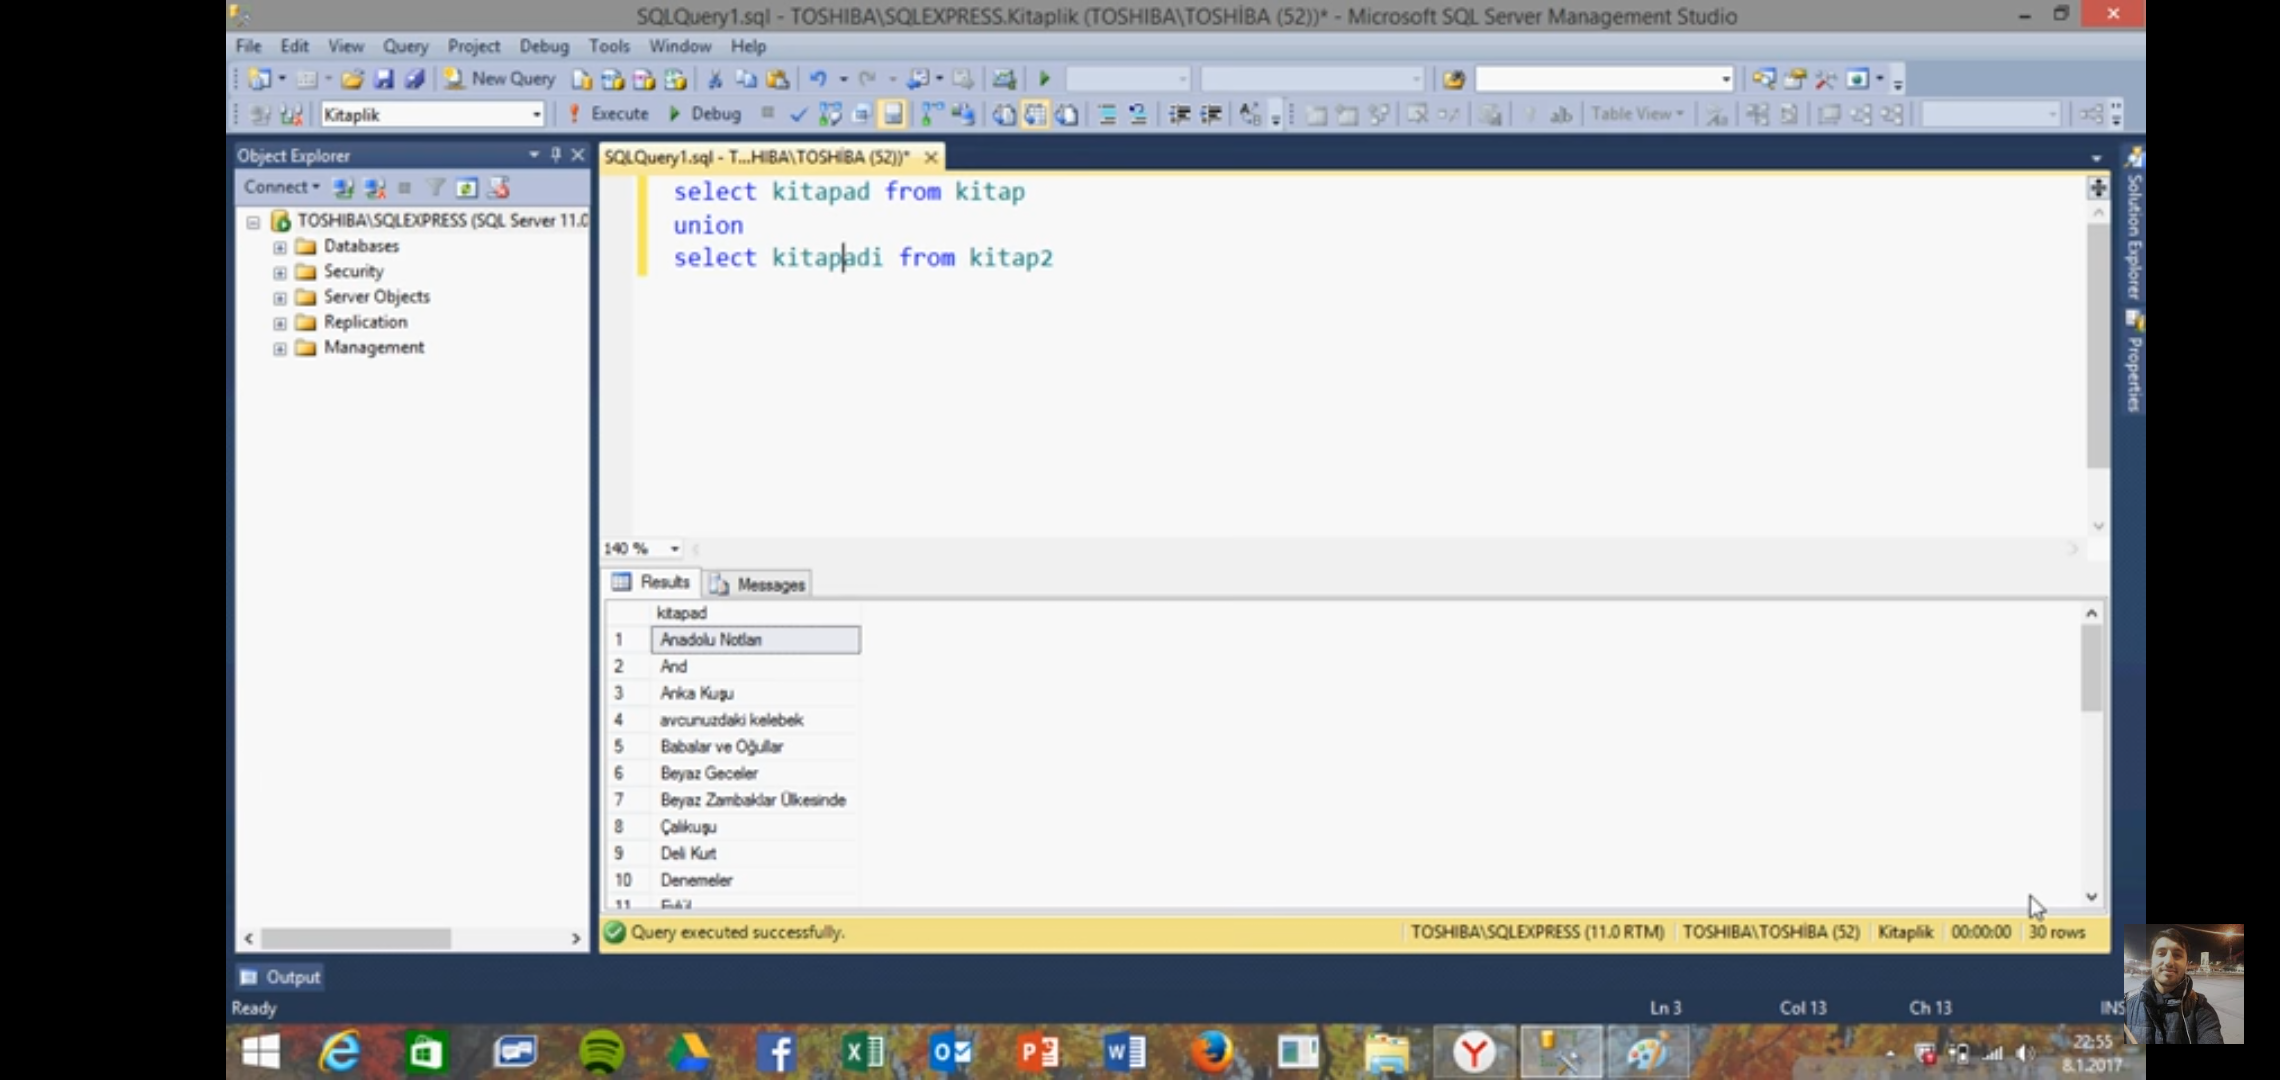 SQLQuery1.sql - TOSHIBA\SQLEXPRESS.Kitaplik (TOSHIBA\TOSHİBA (52))* - Microsoft SQL Server Management Studio
File Edit View Query Project Debug Tools Window Help
New Query
Kitaplik Execute Debug Table View
Object Explorer
SQLQuery1.sql - T...HIBA\TOSHİBA (52))*
Connect
TOSHIBA\SQLEXPRESS (SQL Server 11.0
Databases
Security
Server Objects
Replication
Management
select kitapad from kitap
union
select kitapadi from kitap2
Solution Explorer
Properties
140 %
Results Messages
kitapad
1 Anadolu Notları
2 And
3 Anka Kuşu
4 avcunuzdaki kelebek
5 Babalar ve Oğullar
6 Beyaz Geceler
7 Beyaz Zambaklar Ülkesinde
8 Çalıkuşu
9 Deli Kurt
10 Denemeler
11 Eylül
Query executed successfully.
TOSHIBA\SQLEXPRESS (11.0 RTM) TOSHIBA\TOSHİBA (52) Kitaplik 00:00:00 30 rows
Output
Ready Ln 3 Col 13 Ch 13 INS
22:55
8.1.2017